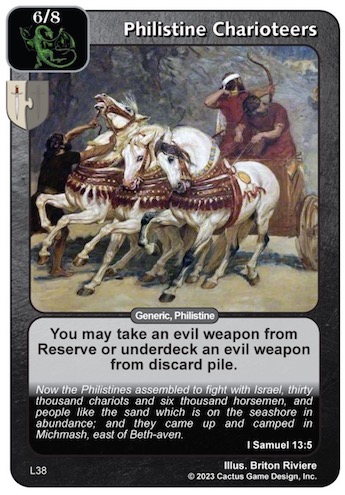 6/8
Philistine Charioteers
Generic, Philistine
You may take an evil weapon from
Reserve or underdeck an evil weapon
from discard pile.
Now the Philistines assembled to fight with Israel, thirty
thousand chariots and six thousand horsemen, and
people like the sand which is on the seashore in
abundance; and they came up and camped in
Michmash, east of Beth-aven.
I Samuel 13:5
L38
Illus. Briton Riviere
© 2023 Cactus Game Design, Inc.